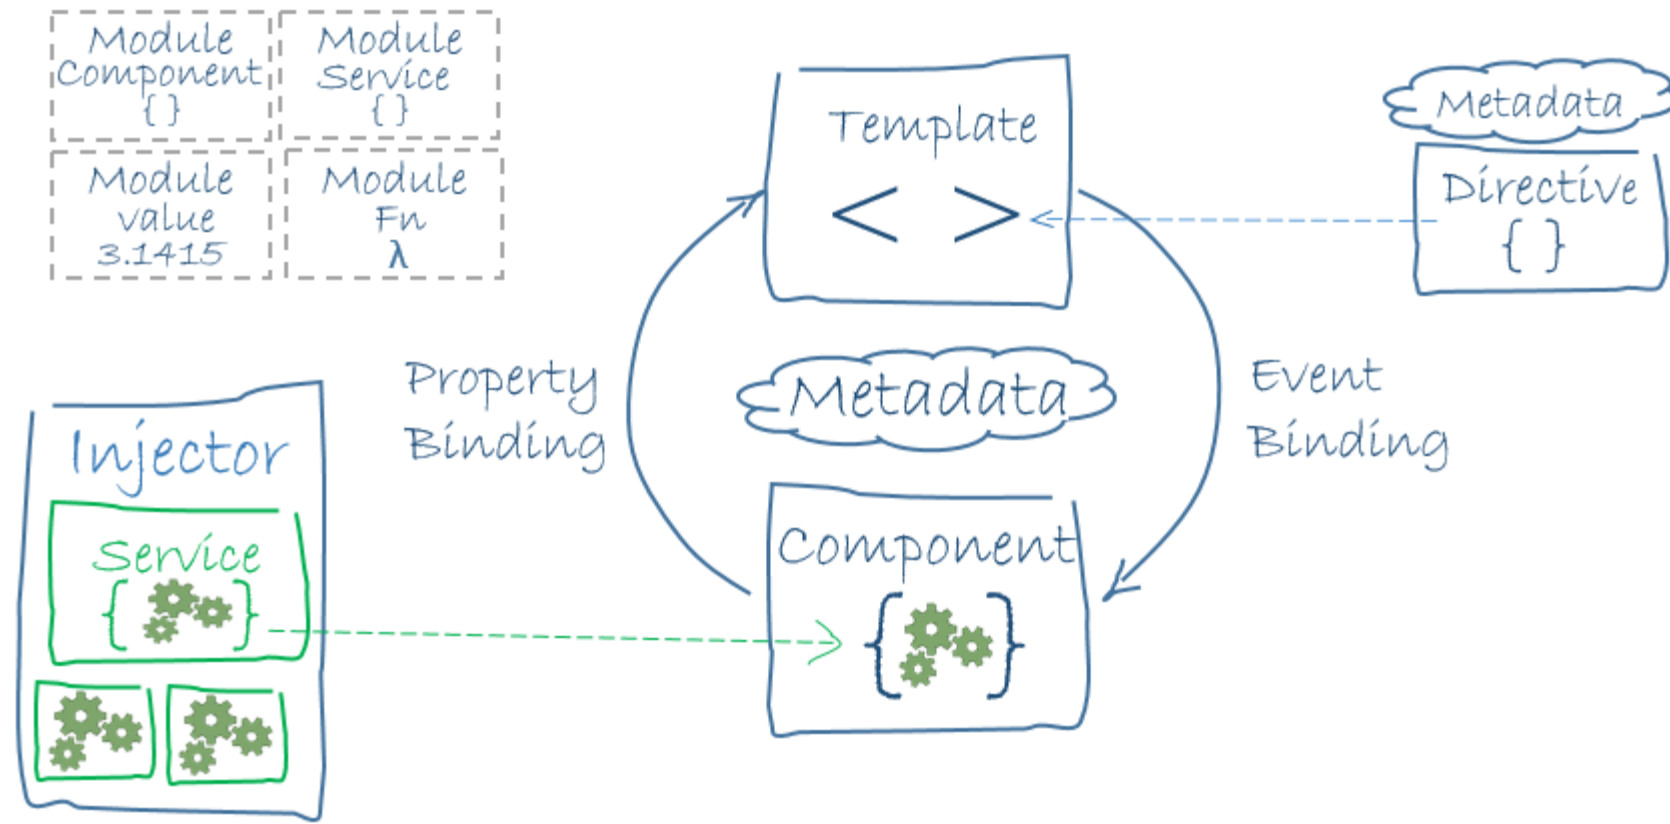 Module
Component
{ }
Module
Service
{ }
Module
value
3.1415
Module
Fn
λ
Template
< >
Metadata
Directive
{ }
Property
Binding
Metadata
Event
Binding
Injector
Service
{ }
Component
{ }